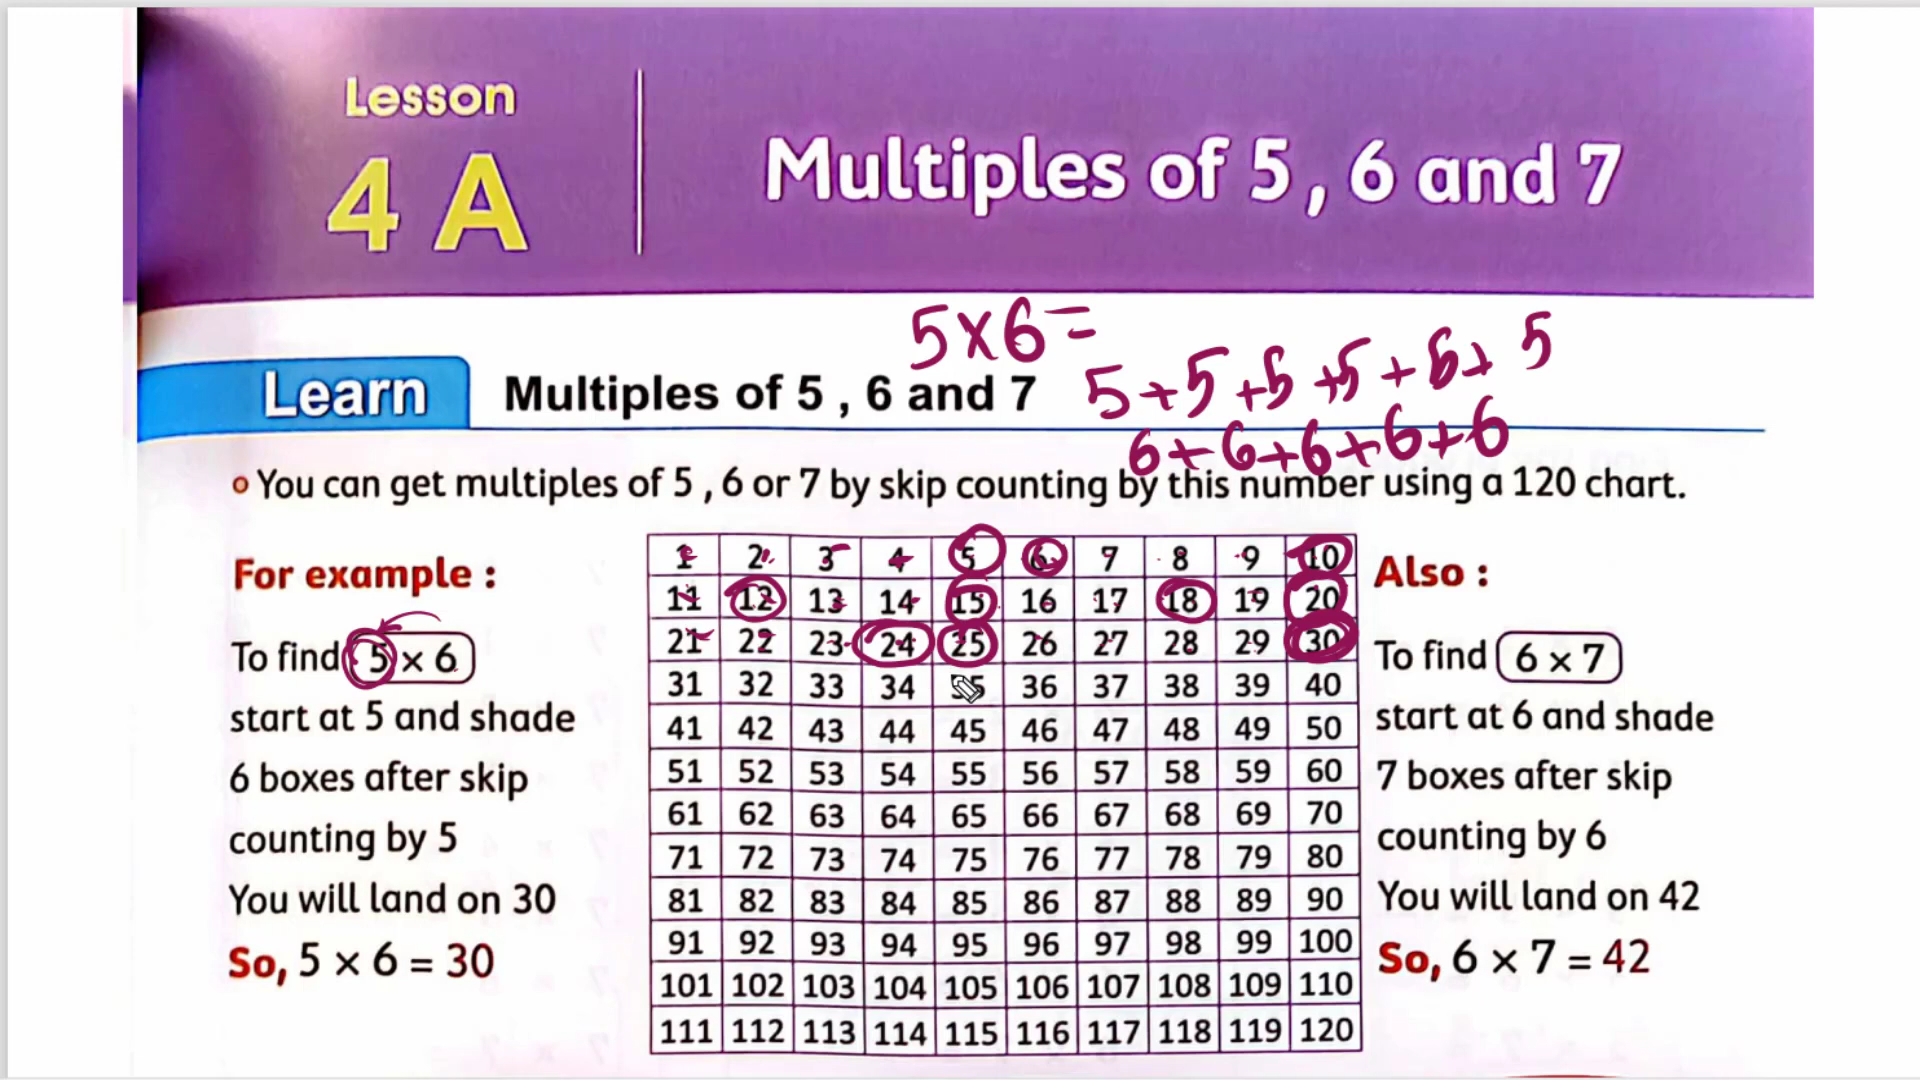 Lesson
4 A
Multiples of 5 , 6 and 7
5×6=
Learn
Multiples of 5 , 6 and 7
5+5+5+5+5+5
6+6+6+6+6
You can get multiples of 5 , 6 or 7 by skip counting by this number using a 120 chart.
For example :
To find 5 × 6
start at 5 and shade
6 boxes after skip
counting by 5
You will land on 30
So, 5 × 6 = 30
1 2 3 4 5 6 7 8 9 10
11 12 13 14 15 16 17 18 19 20
21 22 23 24 25 26 27 28 29 30
31 32 33 34 35 36 37 38 39 40
41 42 43 44 45 46 47 48 49 50
51 52 53 54 55 56 57 58 59 60
61 62 63 64 65 66 67 68 69 70
71 72 73 74 75 76 77 78 79 80
81 82 83 84 85 86 87 88 89 90
91 92 93 94 95 96 97 98 99 100
101 102 103 104 105 106 107 108 109 110
111 112 113 114 115 116 117 118 119 120
Also :
To find 6 × 7
start at 6 and shade
7 boxes after skip
counting by 6
You will land on 42
So, 6 × 7 = 42